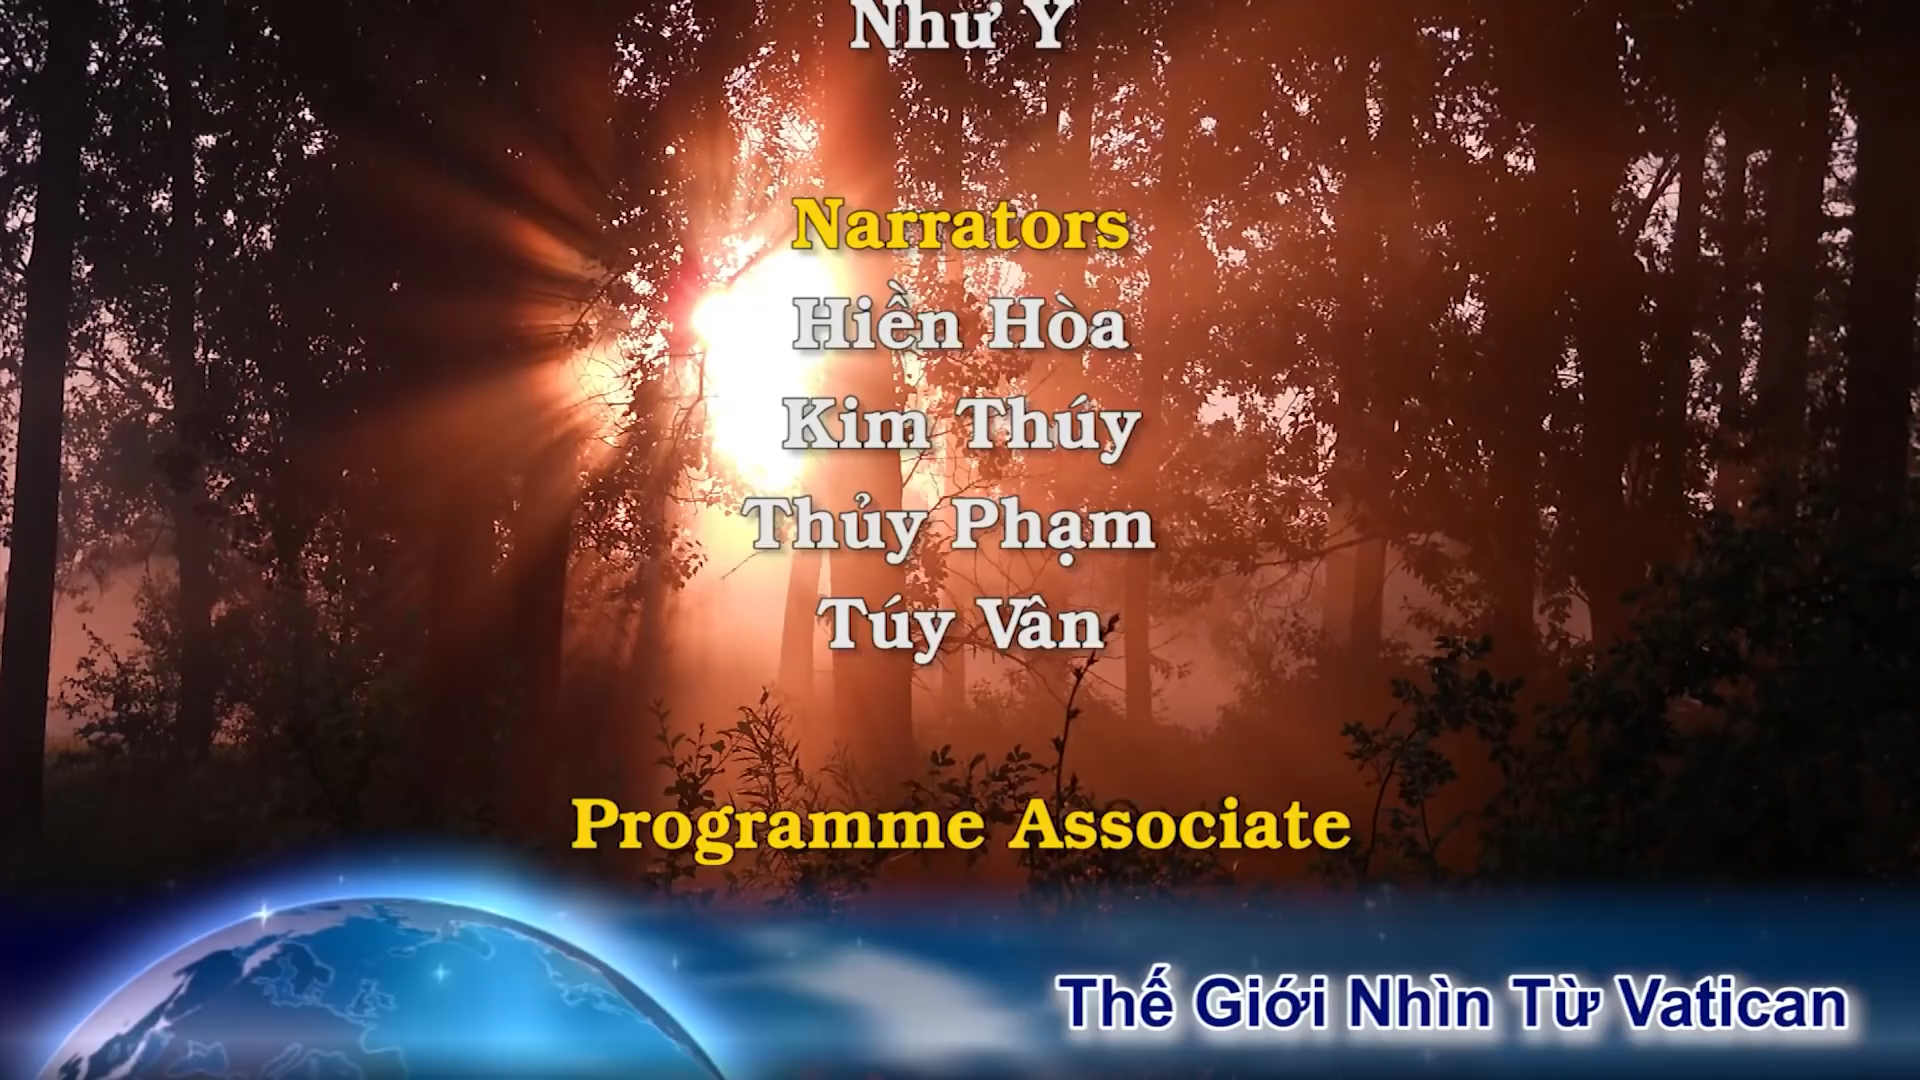 Như Ý
Narrators
Hiền Hòa
Kim Thúy
Thủy Phạm
Túy Vân
Programme Associate
Thế Giới Nhìn Từ Vatican